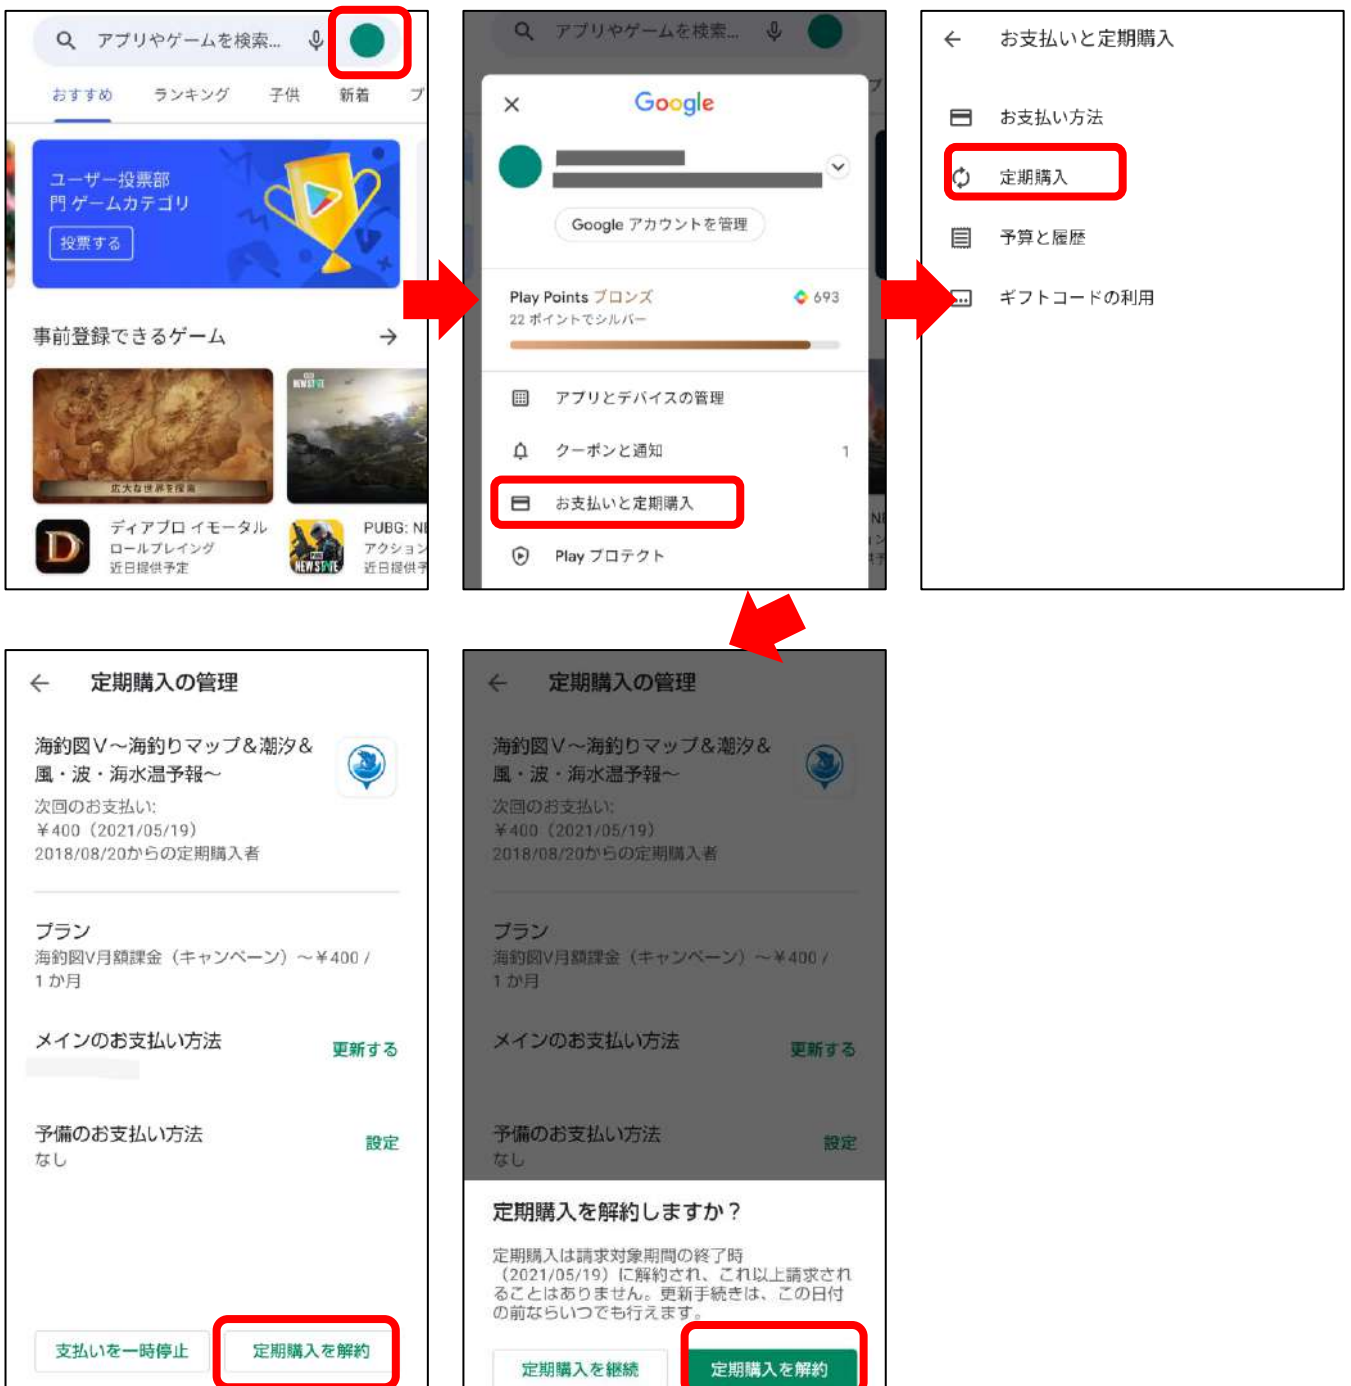 アプリやゲームを検索...
おすすめ
ランキング
子供
新着
プ
ユーザー投票部
門 ゲームカテゴリ
投票する
事前登録できるゲーム
広大な世界を探索
NEW STATE
ディアブロ イモータル
ロールプレイング
近日提供予定
PUBG: NE
アクション
近日提供予
アプリやゲームを検索...
Google
Google アカウントを管理
Play Points ブロンズ
693
22 ポイントでシルバー
アプリとデバイスの管理
クーポンと通知
1
お支払いと定期購入
Play プロテクト
お支払いと定期購入
お支払い方法
定期購入
予算と履歴
ギフトコードの利用
定期購入の管理
海釣図V～海釣りマップ&潮汐&
風・波・海水温予報～
次回のお支払い:
￥400（2021/05/19）
2018/08/20からの定期購入者
プラン
海釣図V月額課金（キャンペーン）～￥400 /
1 か月
メインのお支払い方法
更新する
予備のお支払い方法
設定
なし
支払いを一時停止
定期購入を解約
定期購入の管理
海釣図V～海釣りマップ&潮汐&
風・波・海水温予報～
次回のお支払い:
￥400（2021/05/19）
2018/08/20からの定期購入者
プラン
海釣図V月額課金（キャンペーン）～￥400 /
1 か月
メインのお支払い方法
更新する
予備のお支払い方法
設定
なし
定期購入を解約しますか？
定期購入は請求対象期間の終了時
（2021/05/19）に解約され、これ以上請求され
ることはありません。更新手続きは、この日付
の前ならいつでも行えます。
定期購入を継続
定期購入を解約